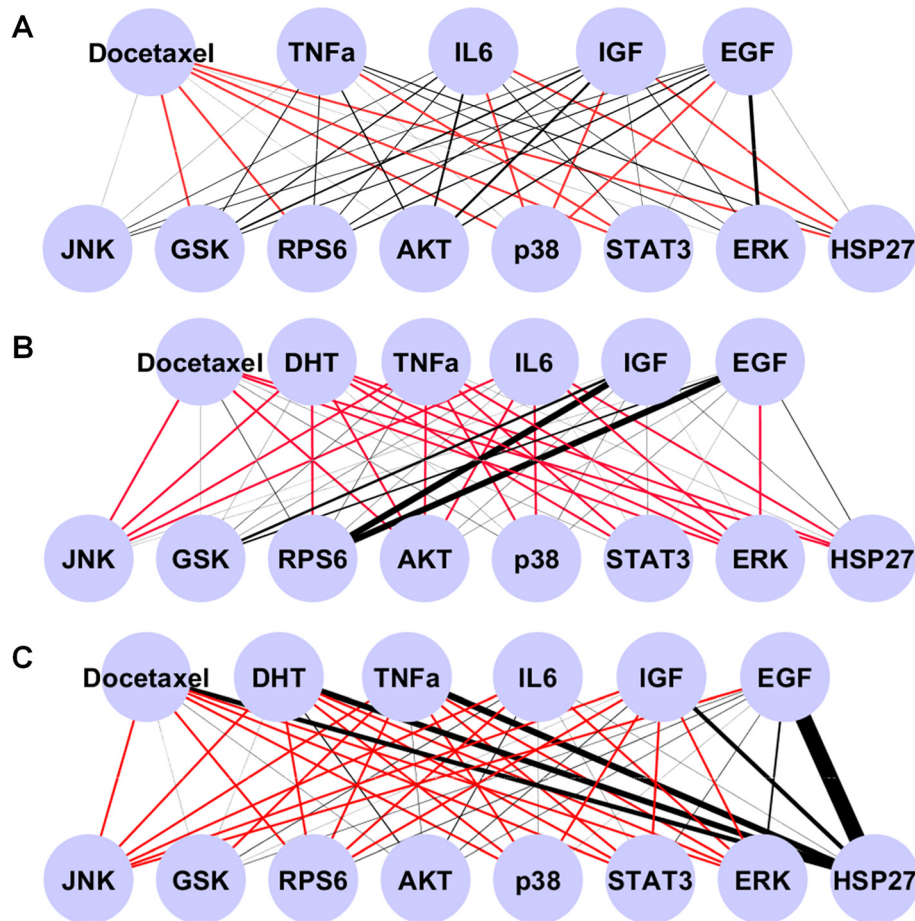 A
Docetaxel TNFa IL6 IGF EGF
JNK GSK RPS6 AKT p38 STAT3 ERK HSP27
B
Docetaxel DHT TNFa IL6 IGF EGF
JNK GSK RPS6 AKT p38 STAT3 ERK HSP27
C
Docetaxel DHT TNFa IL6 IGF EGF
JNK GSK RPS6 AKT p38 STAT3 ERK HSP27